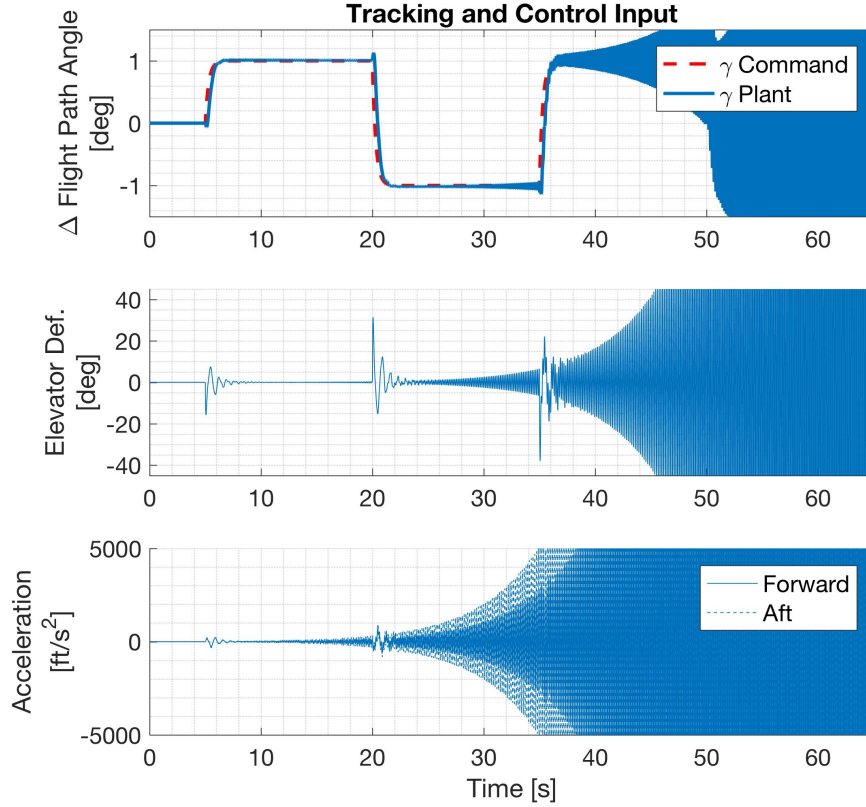 Tracking and Control Input
Δ Flight Path Angle
[deg]
1
0
-1
γ Command
γ Plant
0 10 20 30 40 50 60
Elevator Def.
[deg]
40
20
0
-20
-40
0 10 20 30 40 50 60
Acceleration
[ft/s²]
5000
0
-5000
Forward
Aft
0 10 20 30 40 50 60
Time [s]